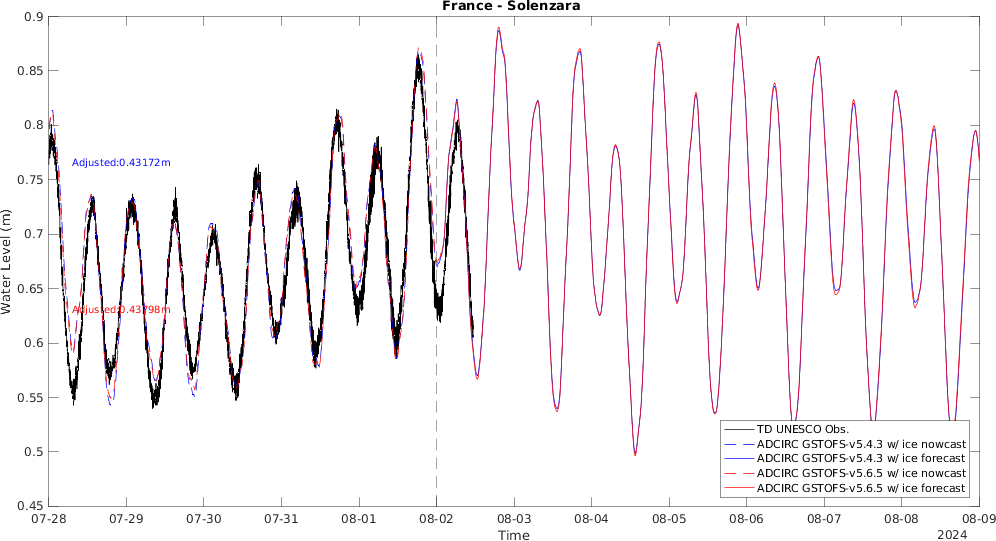 France - Solenzara
0.9
0.85
0.8
0.75
0.7
0.65
0.6
0.55
0.5
0.45
Water Level (m)
Adjusted:0.43172m
Adjusted:0.43798m
TD UNESCO Obs.
ADCIRC GSTOFS-v5.4.3 w/ ice nowcast
ADCIRC GSTOFS-v5.4.3 w/ ice forecast
ADCIRC GSTOFS-v5.6.5 w/ ice nowcast
ADCIRC GSTOFS-v5.6.5 w/ ice forecast
07-28 07-29 07-30 07-31 08-01 08-02 08-03 08-04 08-05 08-06 08-07 08-08 08-09
Time
2024